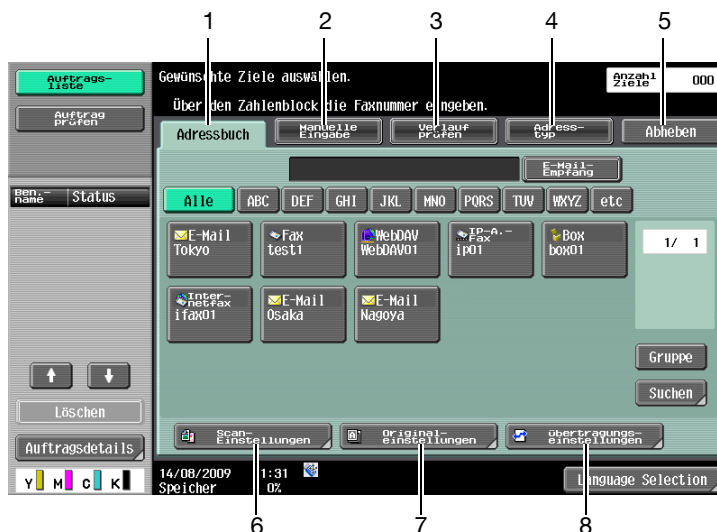 1 2 3 4 5
Auftrags-
liste
Auftrag
prüfen
Ben.-
name Status
Löschen
Auftragsdetails
Y M C K
Gewünschte Ziele auswählen.
Über den Zahlenblock die Faxnummer eingeben.
Anzahl
Ziele 000
Adressbuch
Manuelle
Eingabe
Verlauf
prüfen
Adress-
typ
Abheben
E-Mail-
Empfang
Alle ABC DEF GHI JKL MNO PQRS TUV WXYZ etc
E-Mail
Tokyo
Fax
test1
WebDAV
WebDAV01
IP-A.-
Fax
ip01
Box
box01
1/ 1
Inter-
netfax
ifax01
E-Mail
Osaka
E-Mail
Nagoya
Gruppe
Suchen
Scan-
Einstellungen
Original-
einstellungen
übertragungs-
einstellungen
14/08/2009 1:31
Speicher 0%
Language Selection
6 7 8